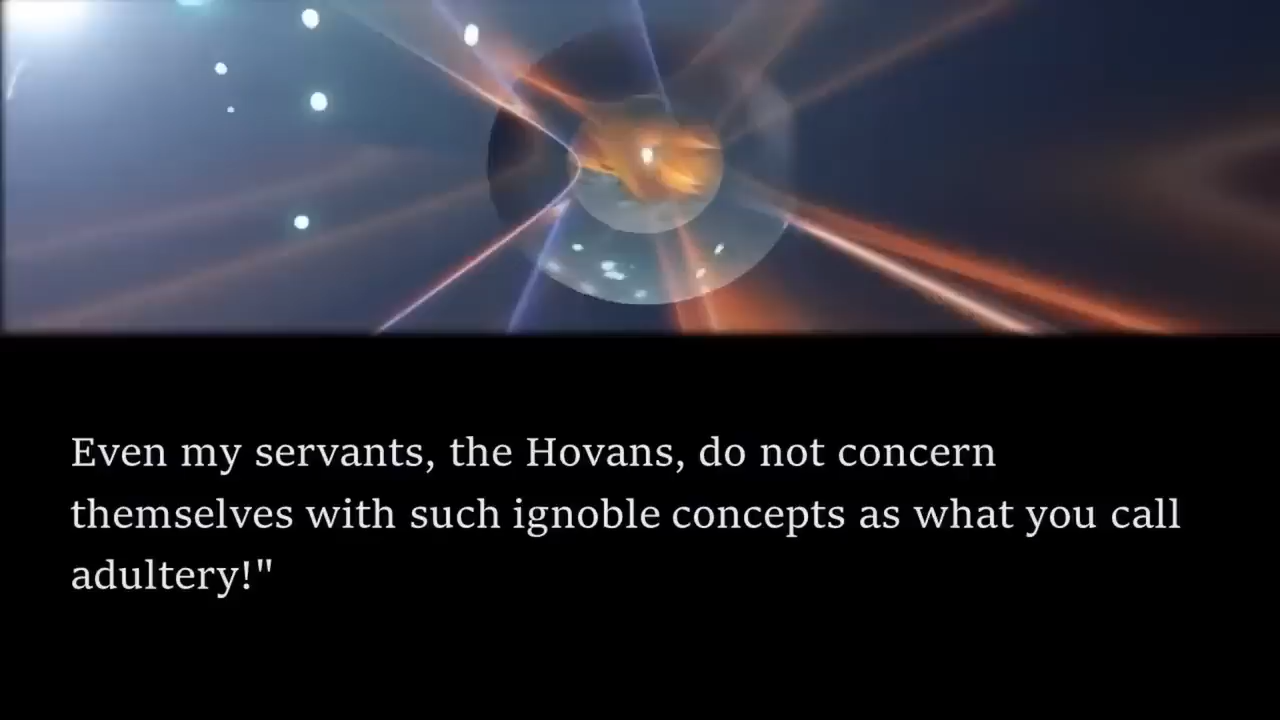 Even my servants, the Hovans, do not concern
themselves with such ignoble concepts as what you call
adultery!"